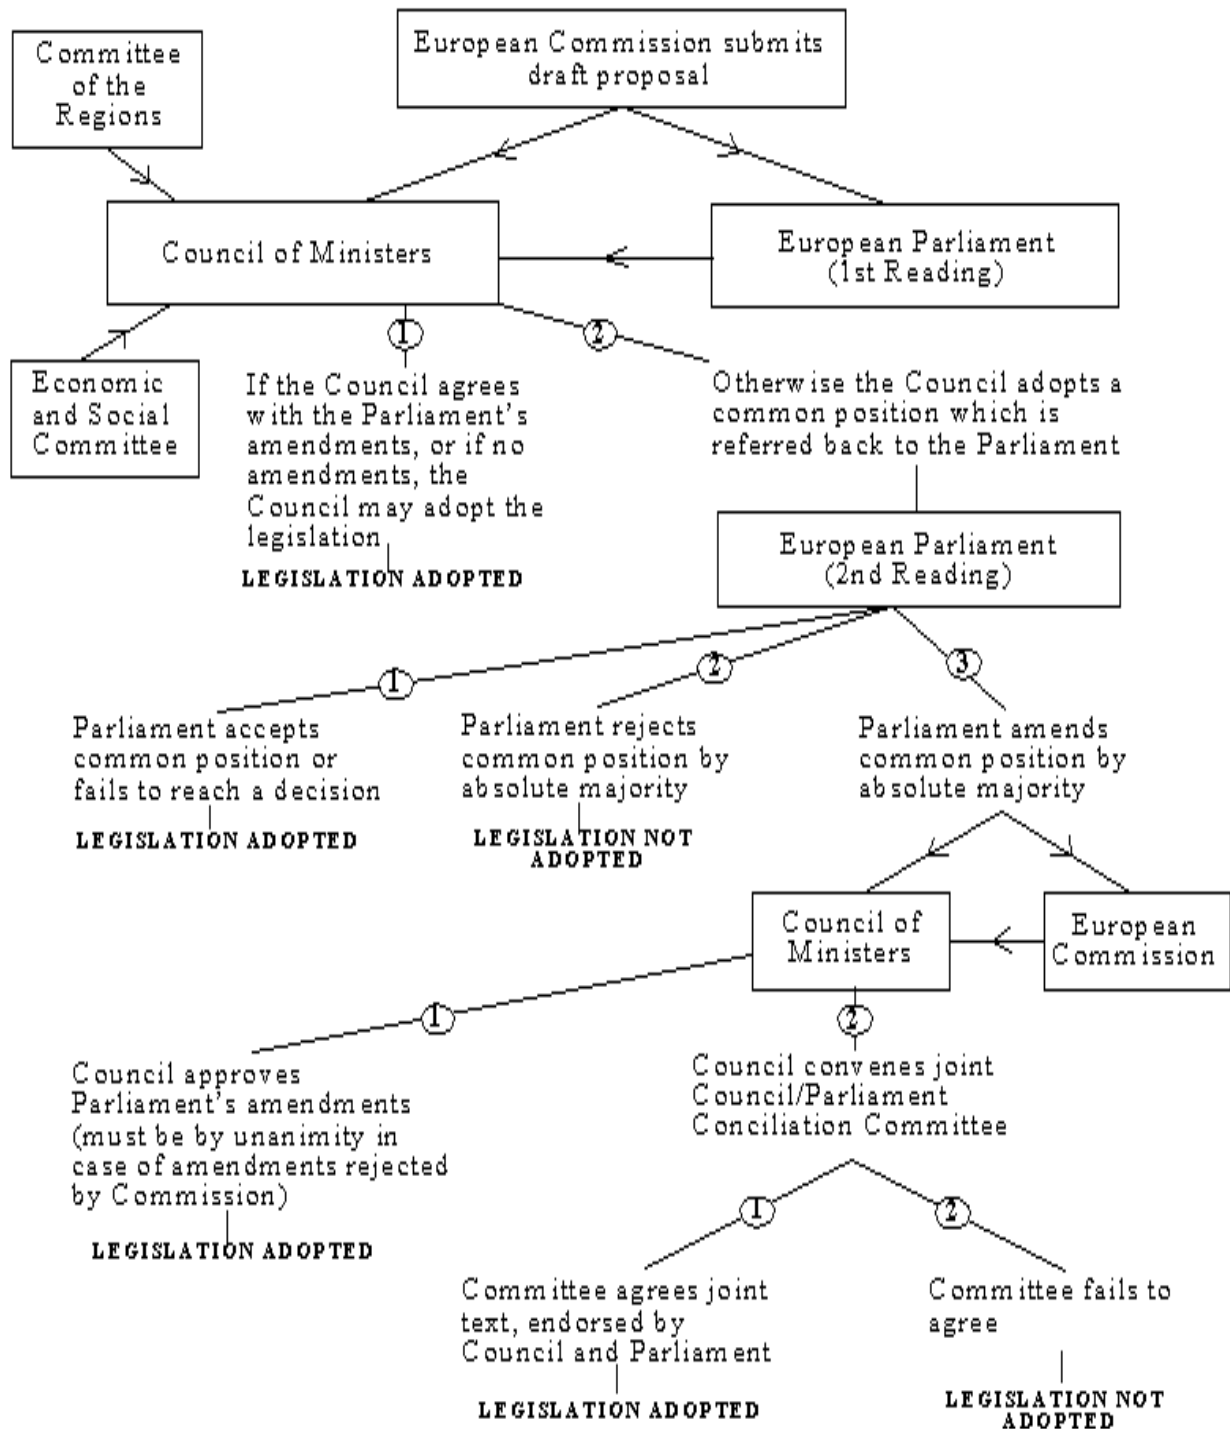 Committee
of the
Regions
European Commission submits
draft proposal
Council of Ministers
European Parliament
(1st Reading)
1
2
Economic
and Social
Committee
If the Council agrees
with the Parliament's
amendments, or if no
amendments, the
Council may adopt the
legislation
LEGISLATION ADOPTED
Otherwise the Council adopts a
common position which is
referred back to the Parliament
European Parliament
(2nd Reading)
1
2
3
Parliament accepts
common position or
fails to reach a decision
LEGISLATION ADOPTED
Parliament rejects
common position by
absolute majority
LEGISLATION NOT
ADOPTED
Parliament amends
common position by
absolute majority
Council of
Ministers
European
Commission
1
2
Council approves
Parliament's amendments
(must be by unanimity in
case of amendments rejected
by Commission)
LEGISLATION ADOPTED
Council convenes joint
Council/Parliament
Conciliation Committee
1
2
Committee agrees joint
text, endorsed by
Council and Parliament
LEGISLATION ADOPTED
Committee fails to
agree
LEGISLATION NOT
ADOPTED